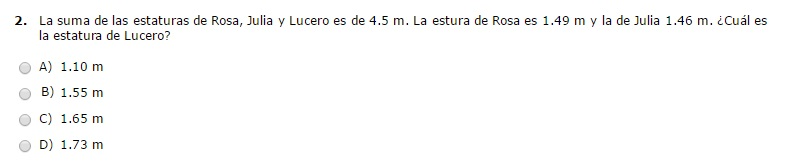 2. La suma de las estaturas de Rosa, Julia y Lucero es de 4.5 m. La estura de Rosa es 1.49 m y la de Julia 1.46 m. ¿Cuál es
la estatura de Lucero?
A) 1.10 m
B) 1.55 m
C) 1.65 m
D) 1.73 m